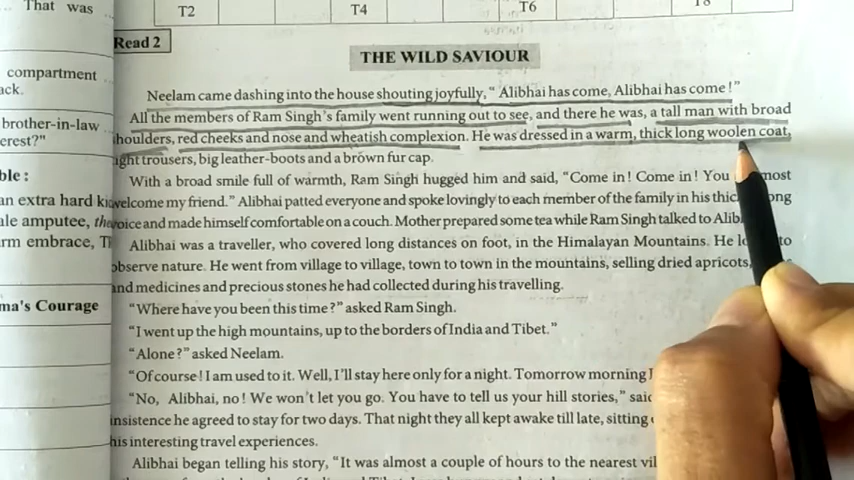 That was
T2 T4 T6 T8
Read 2
compartment
ack.
brother-in-law
erest?"
ble :
an extra hard k
ale amputee, the
rm embrace, T
ma's Courage
THE WILD SAVIOUR
Neelam came dashing into the house shouting joyfully, “ Alibhai has come, Alibhai has come!”
All the members of Ram Singh’s family went running out to see, and there he was, a tall man with broad
shoulders, red cheeks and nose and wheatish complexion. He was dressed in a warm, thick long woolen coat,
ight trousers, big leather-boots and a brown fur cap.
With a broad smile full of warmth, Ram Singh hugged him and said, “Come in! Come in! You most
welcome my friend.” Alibhai patted everyone and spoke lovingly to each member of the family in his thick ong
voice and made himself comfortable on a couch. Mother prepared some tea while Ram Singh talked to Alib
Alibhai was a traveller, who covered long distances on foot, in the Himalayan Mountains. He lo to
observe nature. He went from village to village, town to town in the mountains, selling dried apricots,
and medicines and precious stones he had collected during his travelling.
“Where have you been this time?” asked Ram Singh.
“I went up the high mountains, up to the borders of India and Tibet.”
“Alone?” asked Neelam.
“Of course! I am used to it. Well, I’ll stay here only for a night. Tomorrow morning
“No, Alibhai, no! We won’t let you go. You have to tell us your hill stories,” said
insistence he agreed to stay for two days. That night they all kept awake till late, sitting
his interesting travel experiences.
Alibhai began telling his story, “It was almost a couple of hours to the nearest vil